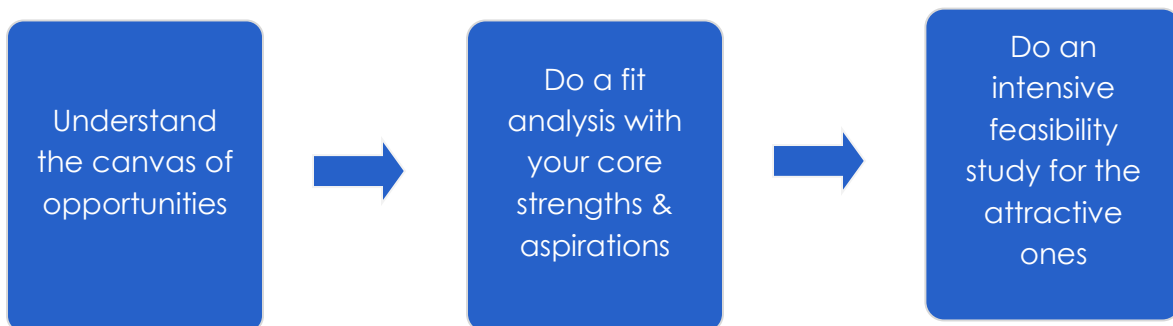 Understand
the canvas of
opportunities
Do a fit
analysis with
your core
strengths &
aspirations
Do an
intensive
feasibility
study for the
attractive
ones